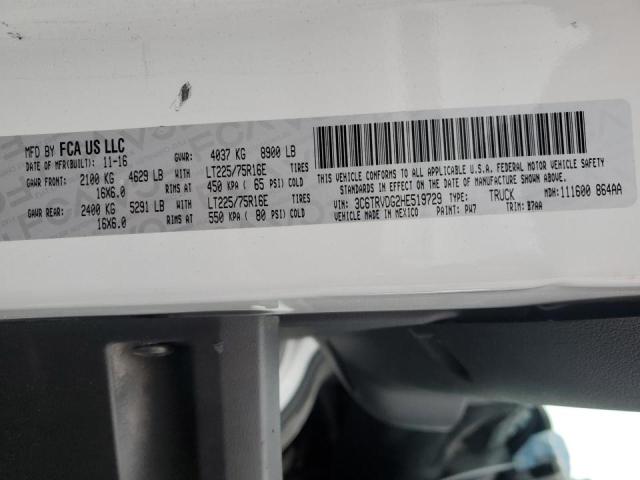 MFD BY FCA US LLC
DATE OF MFR(BUILT): 11-16 GVWR: 4037 KG 8900 LB
GAWR FRONT: 2100 KG 4629 LB WITH LT225/75R16E TIRES
16X6.0 RIMS AT 450 KPA ( 65 PSI) COLD
GAWR REAR: 2400 KG 5291 LB WITH LT225/75R16E TIRES
16X6.0 RIMS AT 550 KPA ( 80 PSI) COLD
THIS VEHICLE CONFORMS TO ALL APPLICABLE U.S.A. FEDERAL MOTOR VEHICLE SAFETY
STANDARDS IN EFFECT ON THE DATE OF MANUFACTURE SHOWN ABOVE.
VIN: 3C6TRVDG2HE519729 TYPE: TRUCK MDH: 111600 864AA
VEHICLE MADE IN MEXICO PAINT: PW7 TRIM: B7AA